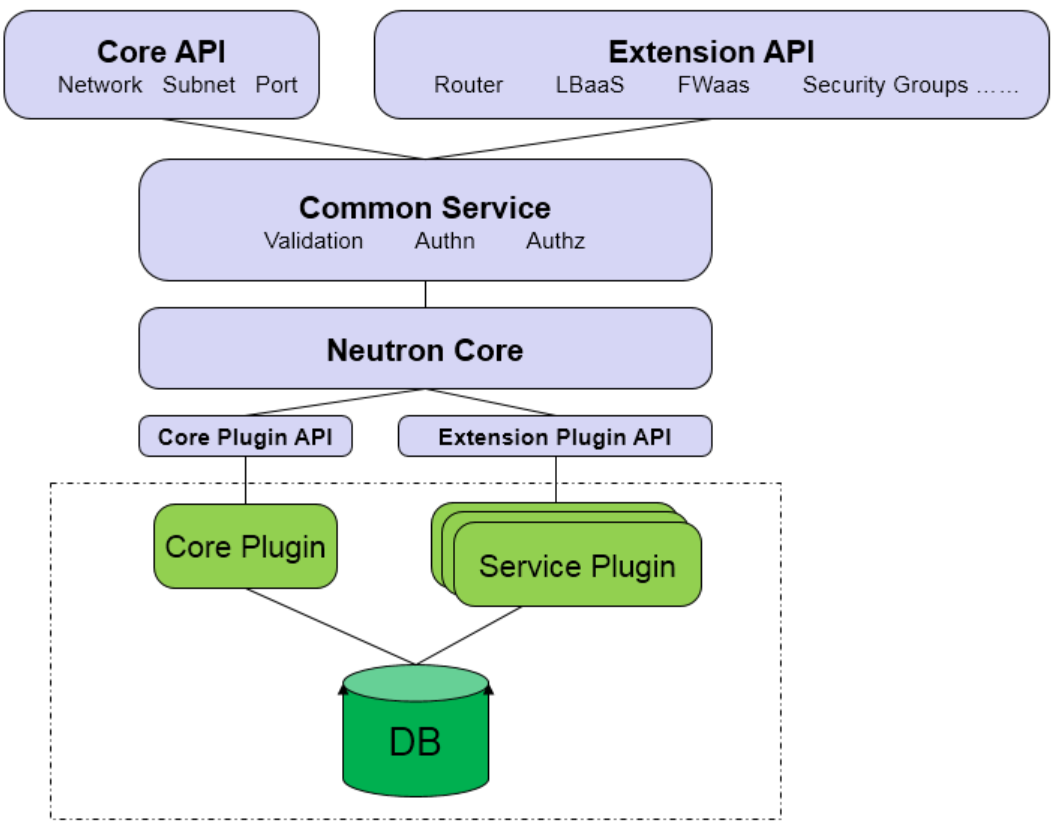 Core API
Network Subnet Port
Extension API
Router LBaaS FWaas Security Groups ……
Common Service
Validation Authn Authz
Neutron Core
Core Plugin API
Extension Plugin API
Core Plugin
Service Plugin
DB